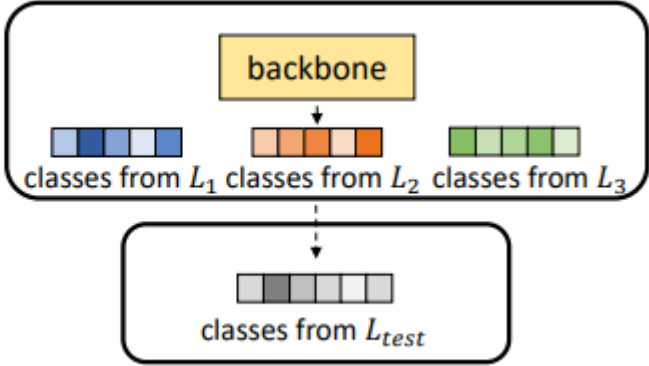 backbone
classes from L₁ classes from L₂ classes from L₃
classes from Lₜₑₛₜ